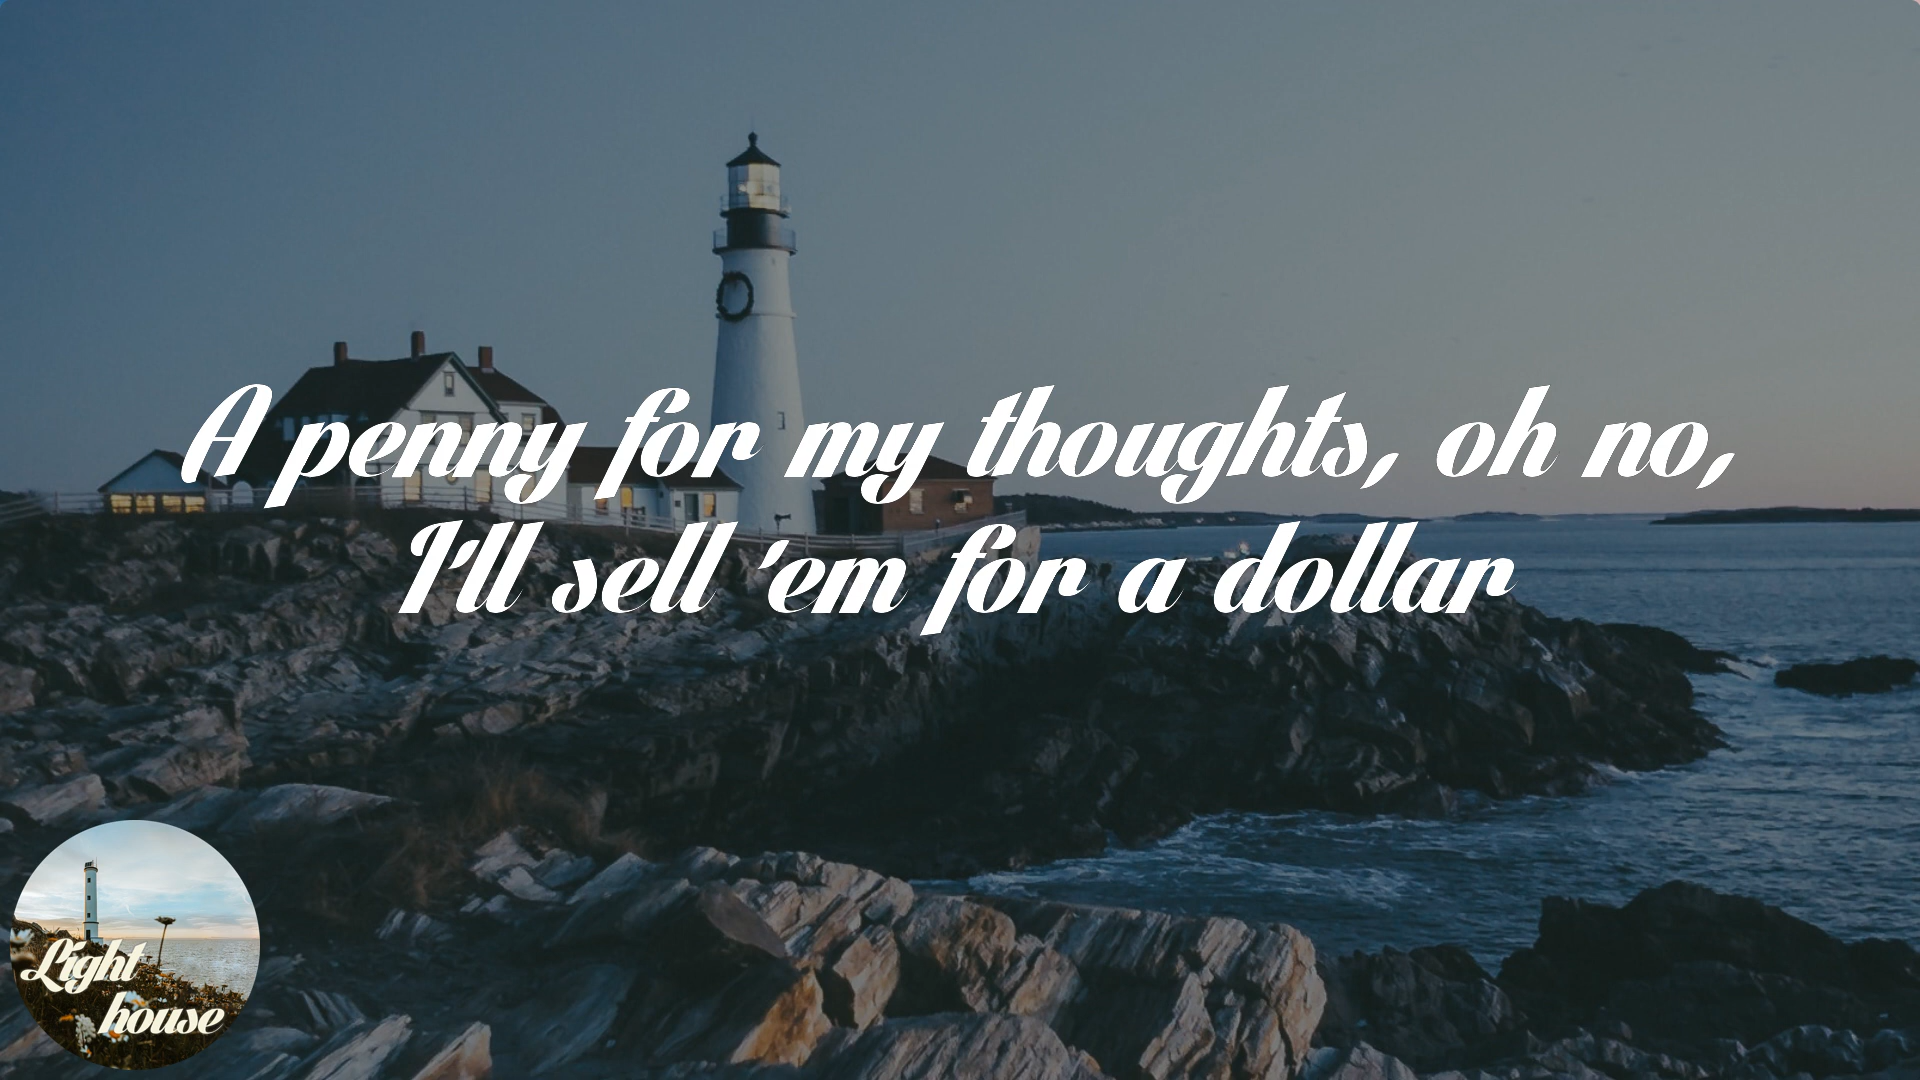 A penny for my thoughts, oh no,
I'll sell 'em for a dollar
Light
house